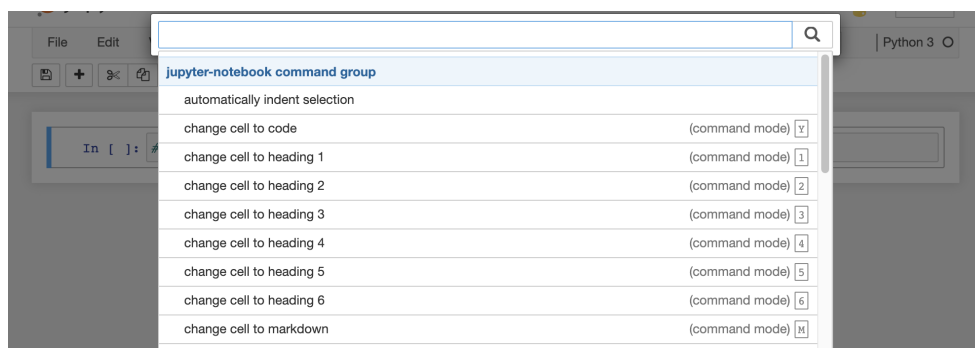 File Edit
Python 3
jupyter-notebook command group
automatically indent selection
change cell to code (command mode) Y
change cell to heading 1 (command mode) 1
change cell to heading 2 (command mode) 2
In [ ]: #
change cell to heading 3 (command mode) 3
change cell to heading 4 (command mode) 4
change cell to heading 5 (command mode) 5
change cell to heading 6 (command mode) 6
change cell to markdown (command mode) M